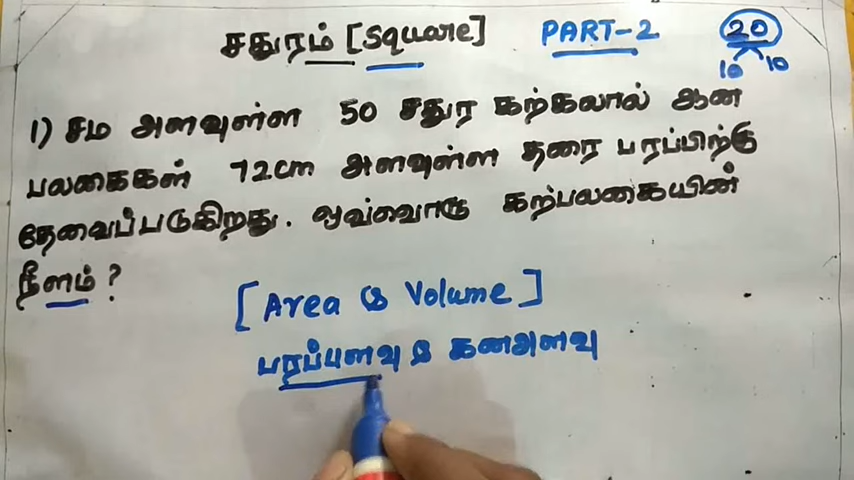 சதுரம் [Square] PART-2 20
10 10
1) சம அளவுள்ள 50 சதுர கற்கலால் ஆன
பலகைகள் 72cm அளவுள்ள தரை பரப்பிற்கு
தேவைப்படுகிறது. ஒவ்வொரு கற்பலகையின்
நீளம் ?
[Area & Volume]
பரப்பளவு & கனஅளவு